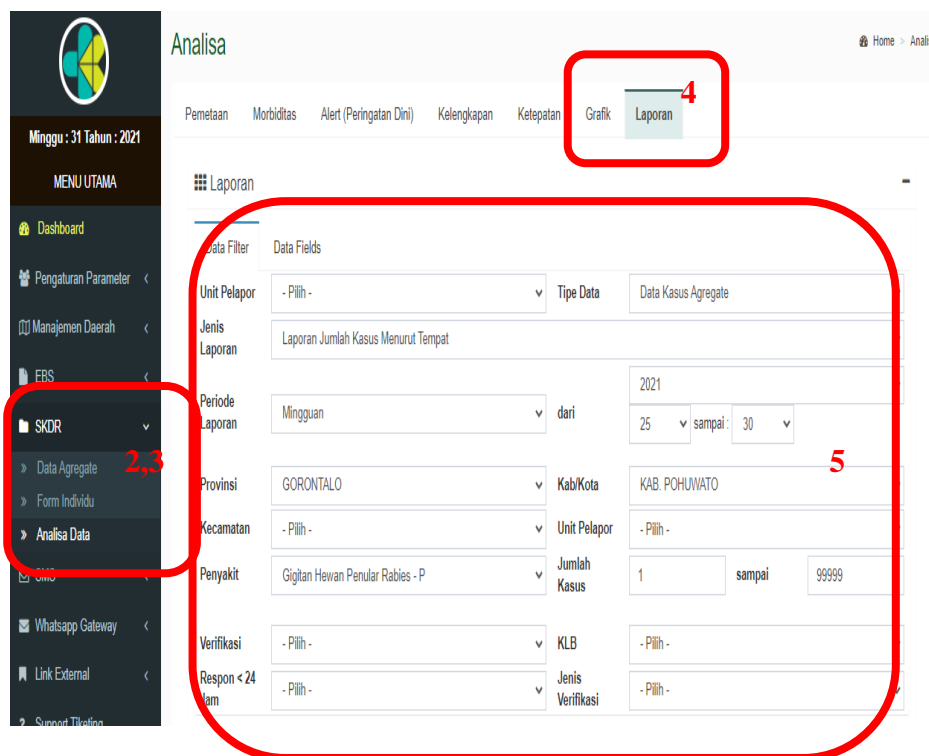 Analisa
Home > Anali
Pemetaan Morbiditas Alert (Peringatan Dini) Kelengkapan Ketepatan Grafik Laporan
4
Minggu : 31 Tahun : 2021
MENU UTAMA
Dashboard
Pengaturan Parameter
Manajemen Daerah
EBS
SKDR
2,3
Data Agregate
Form Individu
Analisa Data
SMS
Whatsapp Gateway
Link External
Support Tiketing
Laporan
Data Filter Data Fields
Unit Pelapor - Pilih - Tipe Data Data Kasus Agregate
Jenis
Laporan Laporan Jumlah Kasus Menurut Tempat
Periode
Laporan Mingguan dari 2021
25 sampai : 30
5
Provinsi GORONTALO Kab/Kota KAB. POHUWATO
Kecamatan - Pilih - Unit Pelapor - Pilih -
Penyakit Gigitan Hewan Penular Rabies - P Jumlah
Kasus 1 sampai 99999
Verifikasi - Pilih - KLB - Pilih -
Respon < 24
Jam - Pilih - Jenis
Verifikasi - Pilih -